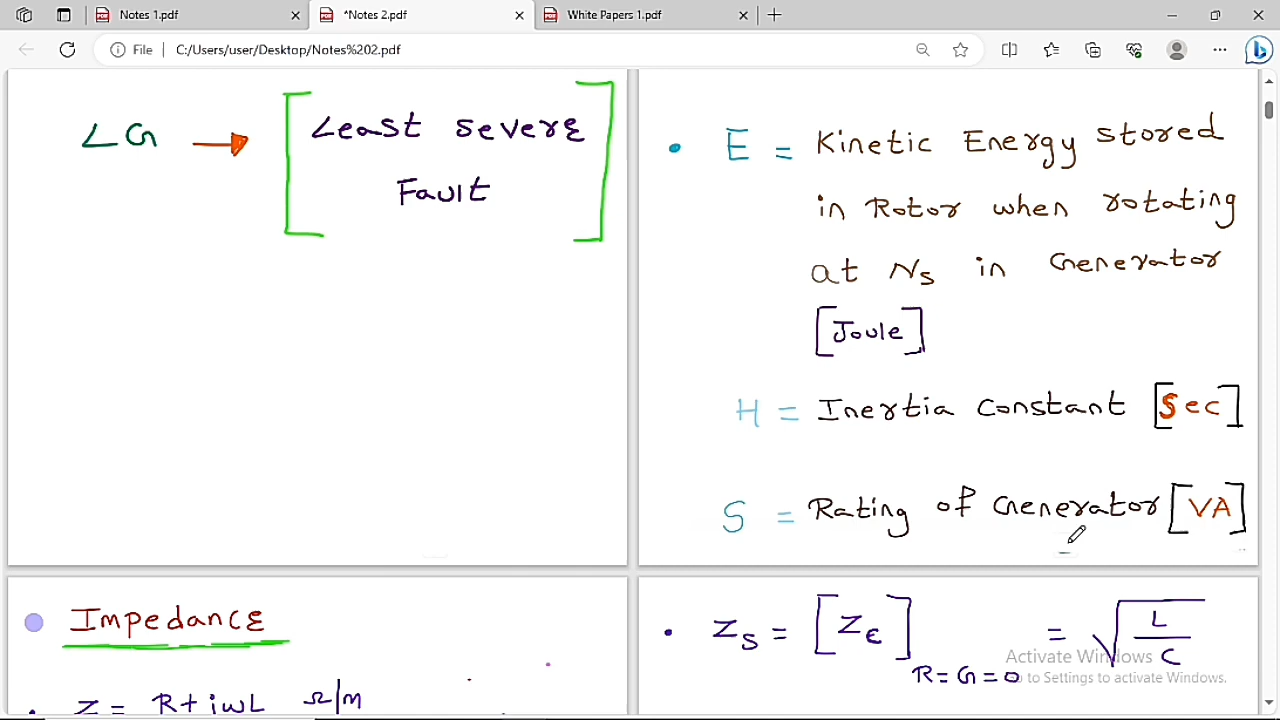 Notes 1.pdf
*Notes 2.pdf
White Papers 1.pdf
File C:/Users/user/Desktop/Notes%202.pdf
LG → [Least Severe
Fault]
• E = Kinetic Energy stored
in Rotor when rotating
at Ns in Generator
[Joule]
H = Inertia Constant [Sec]
S = Rating of Generator [VA]
Impedance
• Z = R+jwL Ω/m
• Zs = [Zc] R=G=0 = √(L/C)
Activate Windows
Go to Settings to activate Windows.